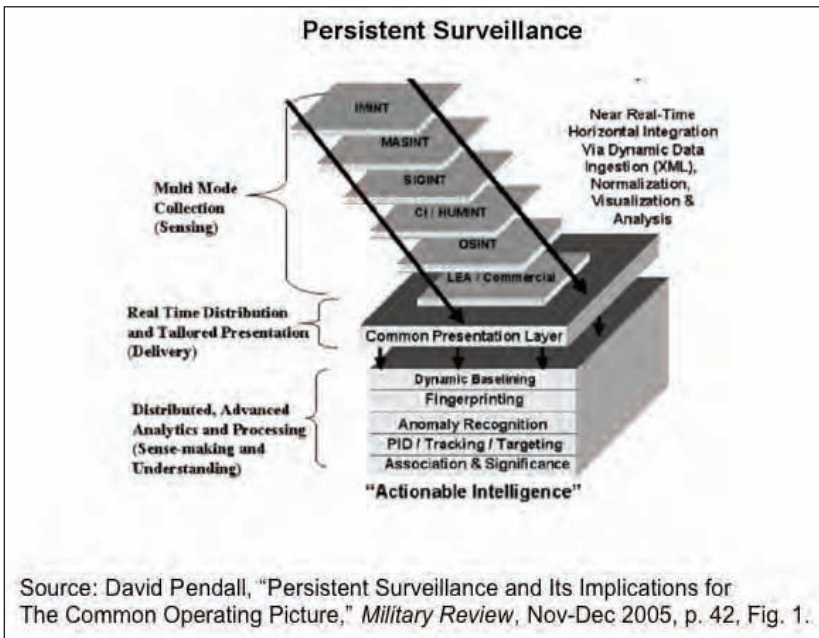 Persistent Surveillance
IMINT
MASINT
SIGINT
CI / HUMINT
OSINT
LEA / Commercial
Near Real-Time
Horizontal Integration
Via Dynamic Data
Ingestion (XML),
Normalization,
Visualization &
Analysis
Multi Mode
Collection
(Sensing)
Real Time Distribution
and Tailored Presentation
(Delivery)
Common Presentation Layer
Distributed, Advanced
Analytics and Processing
(Sense-making and
Understanding)
Dynamic Baselining
Fingerprinting
Anomaly Recognition
PID / Tracking / Targeting
Association & Significance
“Actionable Intelligence”
Source: David Pendall, “Persistent Surveillance and Its Implications for
The Common Operating Picture,” Military Review, Nov-Dec 2005, p. 42, Fig. 1.